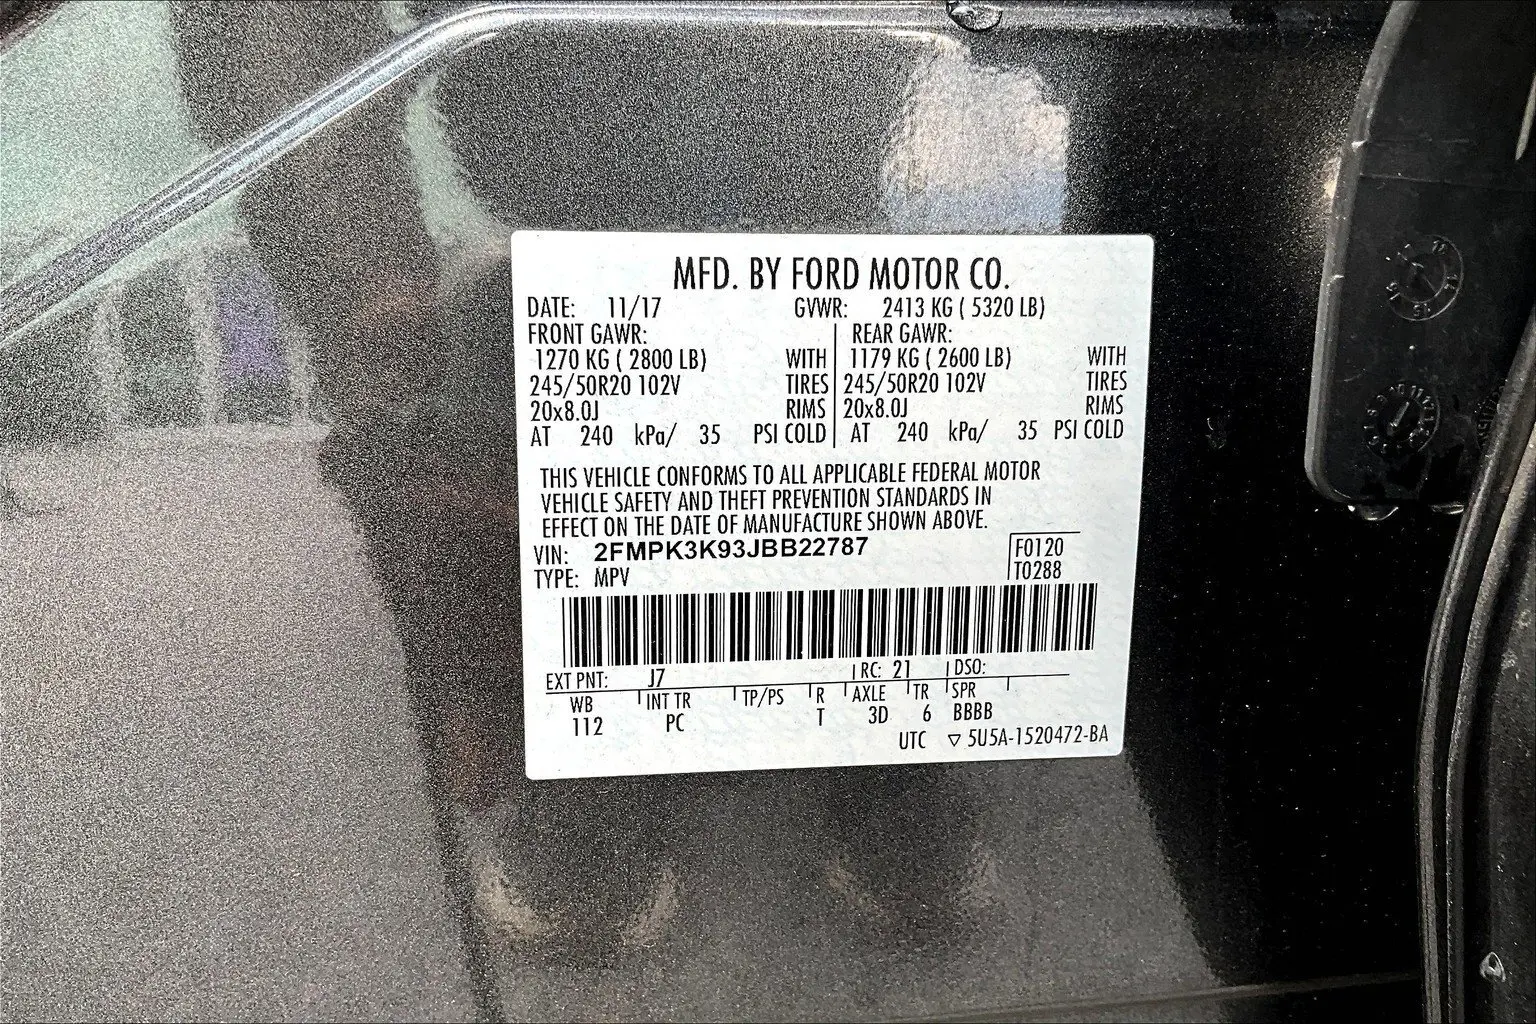 MFD. BY FORD MOTOR CO.
DATE: 11/17 GVWR: 2413 KG ( 5320 LB)
FRONT GAWR: REAR GAWR:
1270 KG ( 2800 LB) WITH 1179 KG ( 2600 LB) WITH
245/50R20 102V TIRES 245/50R20 102V TIRES
20x8.0J RIMS 20x8.0J RIMS
AT 240 kPa/ 35 PSI COLD AT 240 kPa/ 35 PSI COLD
THIS VEHICLE CONFORMS TO ALL APPLICABLE FEDERAL MOTOR
VEHICLE SAFETY AND THEFT PREVENTION STANDARDS IN
EFFECT ON THE DATE OF MANUFACTURE SHOWN ABOVE.
VIN: 2FMPK3K93JBB22787 F0120
TYPE: MPV T0288
EXT PNT: J7 RC: 21 DSO:
WB INT TR TP/PS R AXLE TR SPR
112 PC T 3D 6 BBBB
UTC ▽ 5U5A-1520472-BA